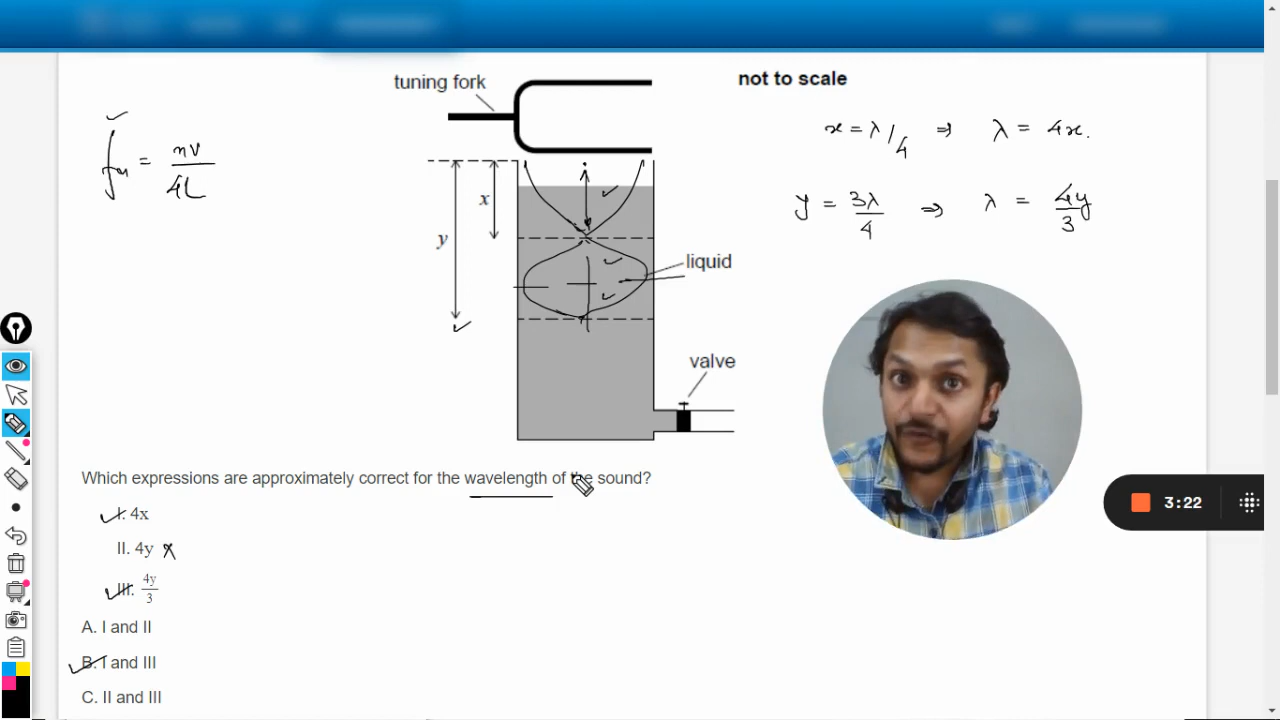 tuning fork
not to scale
fₙ = nv/4L
x = λ/4 ⇒ λ = 4x.
x
y = 3λ/4 ⇒ λ = 4y/3
y
liquid
valve
Which expressions are approximately correct for the wavelength of the sound?
I. 4x
II. 4y
III. 4y/3
A. I and II
B. I and III
C. II and III
3:22